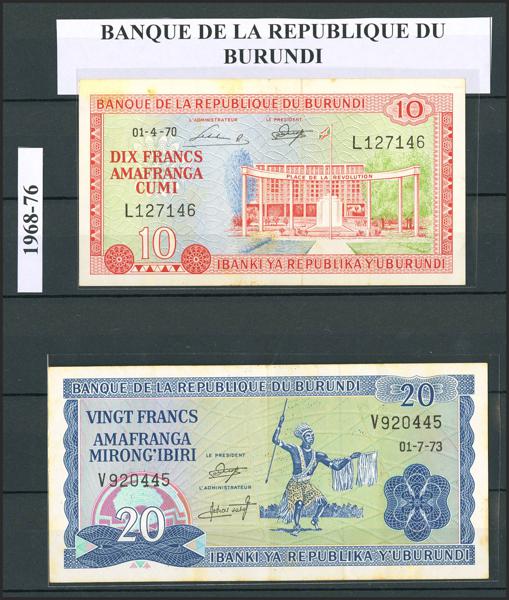 BANQUE DE LA REPUBLIQUE DU
BURUNDI
1968-76
BANQUE DE LA REPUBLIQUE DU BURUNDI
10
L'ADMINISTRATEUR LE PRESIDENT
01-4-70
L127146
DIX FRANCS
AMAFRANGA
CUMI
PLACE DE LA REVOLUTION
L127146
10
IBANKI YA REPUBLIKA Y'UBURUNDI
BANQUE DE LA REPUBLIQUE DU BURUNDI
20
VINGT FRANCS
V920445
AMAFRANGA
MIRONG'IBIRI
01-7-73
LE PRESIDENT
V920445
L'ADMINISTRATEUR
20
IBANKI YA REPUBLIKA Y'UBURUNDI